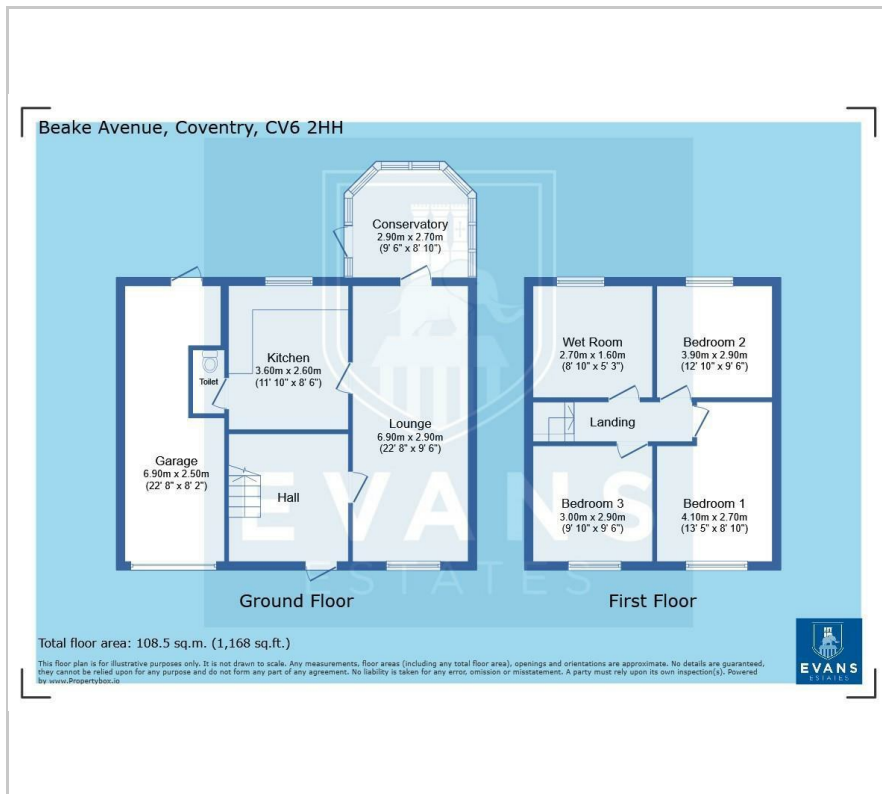 Beake Avenue, Coventry, CV6 2HH
Conservatory
2.90m x 2.70m
(9' 6" x 8' 10")
Kitchen
3.60m x 2.60m
(11' 10" x 8' 6")
Toilet
Lounge
6.90m x 2.90m
(22' 8" x 9' 6")
Garage
6.90m x 2.50m
(22' 8" x 8' 2")
Hall
Wet Room
2.70m x 1.60m
(8' 10" x 5' 3")
Bedroom 2
3.90m x 2.90m
(12' 10" x 9' 6")
Landing
Bedroom 3
3.00m x 2.90m
(9' 10" x 9' 6")
Bedroom 1
4.10m x 2.70m
(13' 5" x 8' 10")
EVANS
ESTATES
Ground Floor
First Floor
Total floor area: 108.5 sq.m. (1,168 sq.ft.)
This floor plan is for illustrative purposes only. It is not drawn to scale. Any measurements, floor areas (including any total floor area), openings and orientations are approximate. No details are guaranteed,
they cannot be relied upon for any purpose and do not form any part of any agreement. No liability is taken for any error, omission or misstatement. A party must rely upon its own inspection(s). Powered
by www.Propertybox.io
EVANS
ESTATES